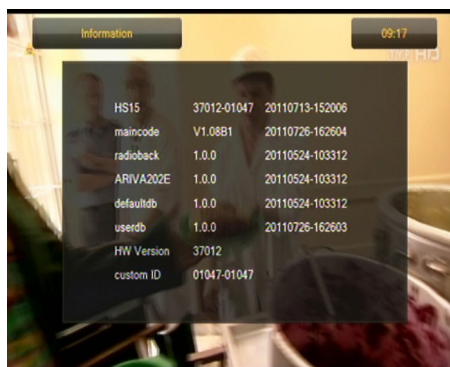 Information
09:17
HD
HS15 37012-01047 20110713-152006
maincode V1.08B1 20110726-162604
radioback 1.0.0 20110524-103312
ARIVA202E 1.0.0 20110524-103312
defaultdb 1.0.0 20110524-103312
userdb 1.0.0 20110726-162603
HW Version 37012
custom ID 01047-01047